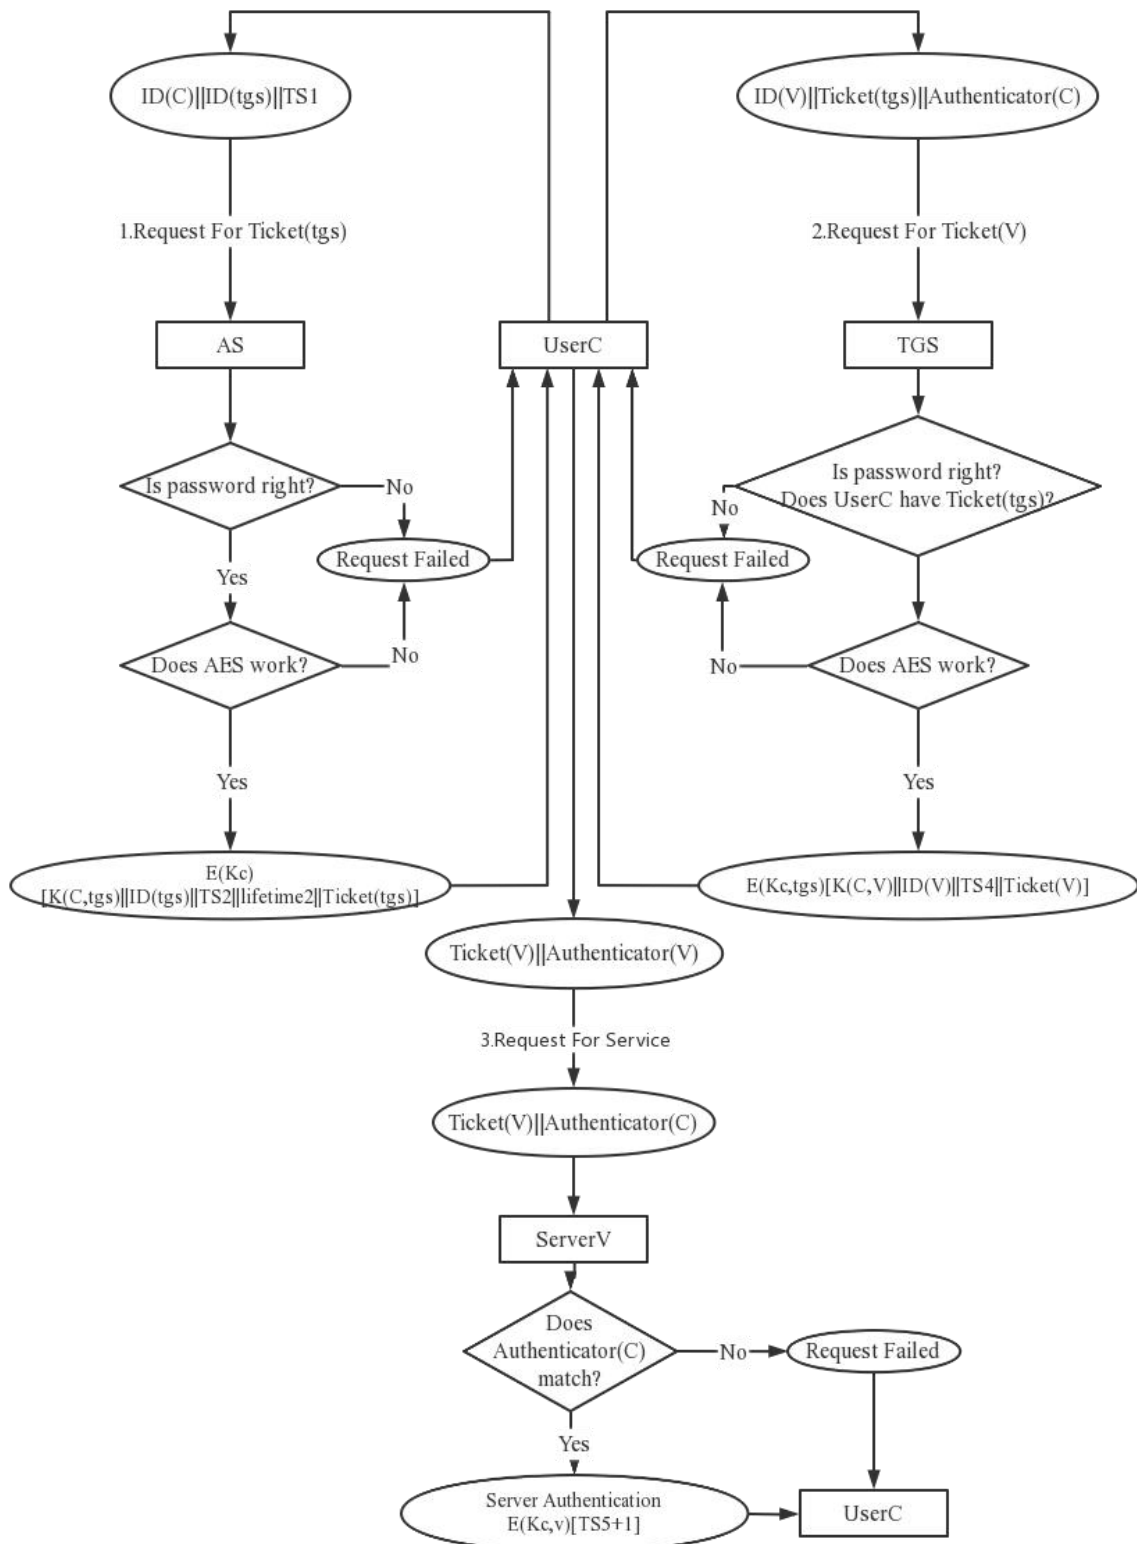 ID(C)||ID(tgs)||TS1
ID(V)||Ticket(tgs)||Authenticator(C)
1.Request For Ticket(tgs)
2.Request For Ticket(V)
AS
UserC
TGS
Is password right?
No
Is password right?
Does UserC have Ticket(tgs)?
No
Request Failed
Request Failed
Yes
Does AES work?
No
No
Does AES work?
Yes
Yes
E(Kc)
[K(C,tgs)||ID(tgs)||TS2||lifetime2||Ticket(tgs)]
E(Kc,tgs)[K(C,V)||ID(V)||TS4||Ticket(V)]
Ticket(V)||Authenticator(V)
3.Request For Service
Ticket(V)||Authenticator(C)
ServerV
Does
Authenticator(C)
match?
No
Request Failed
Yes
Server Authentication
E(Kc,v)[TS5+1]
UserC